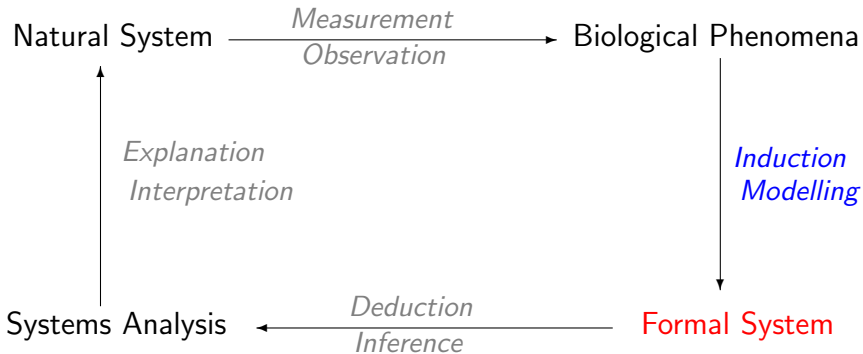 Natural System
Measurement
Observation
Biological Phenomena
Explanation
Interpretation
Induction
Modelling
Systems Analysis
Deduction
Inference
Formal System